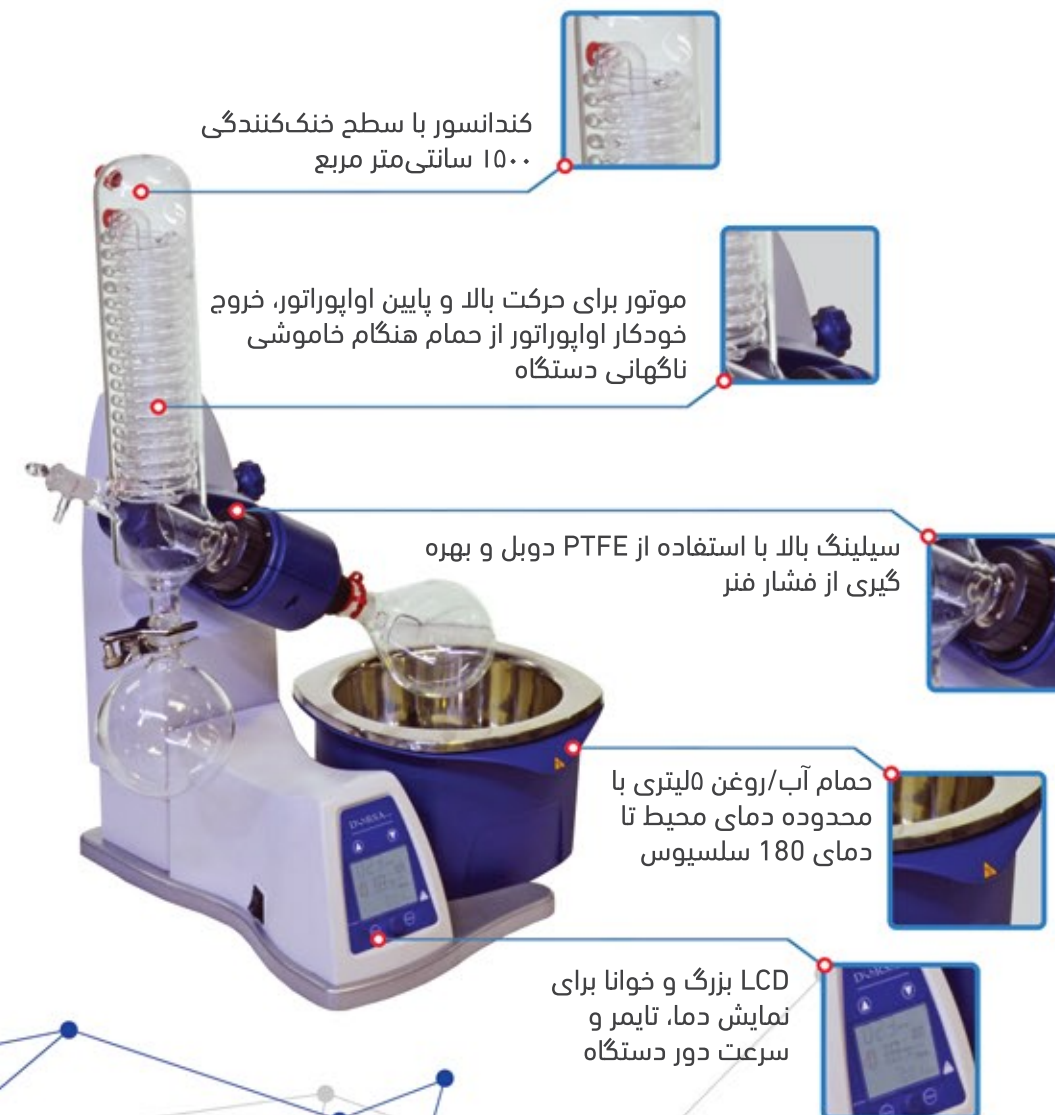 کندانسور با سطح خنک‌کنندگی
۱۵۰۰ سانتی‌متر مربع
موتور برای حرکت بالا و پایین اواپوراتور، خروج
خودکار اواپوراتور از حمام هنگام خاموشی
ناگهانی دستگاه
سیلینگ بالا با استفاده از PTFE دوبل و بهره
گیری از فشار فنر
حمام آب/روغن ۵لیتری با
محدوده دمای محیط تا
دمای 180 سلسیوس
LCD بزرگ و خوانا برای
نمایش دما، تایمر و
سرعت دور دستگاه